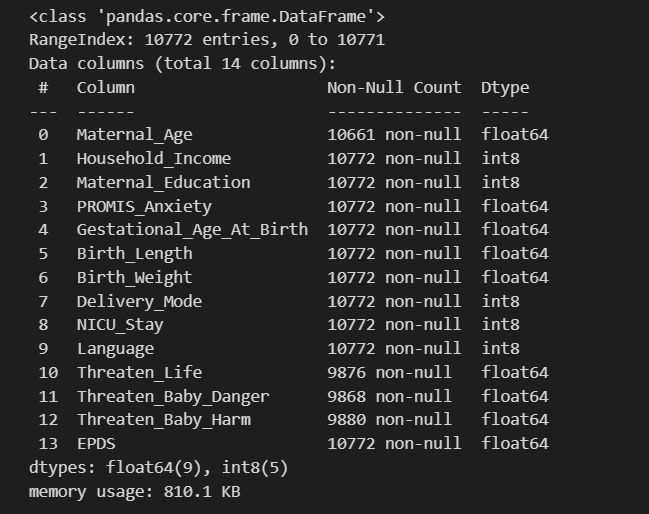 <class 'pandas.core.frame.DataFrame'>
RangeIndex: 10772 entries, 0 to 10771
Data columns (total 14 columns):
 #   Column                    Non-Null Count  Dtype
---  ------                    --------------  -----
 0   Maternal_Age              10661 non-null  float64
 1   Household_Income          10772 non-null  int8
 2   Maternal_Education        10772 non-null  int8
 3   PROMIS_Anxiety            10772 non-null  float64
 4   Gestational_Age_At_Birth  10772 non-null  float64
 5   Birth_Length              10772 non-null  float64
 6   Birth_Weight              10772 non-null  float64
 7   Delivery_Mode             10772 non-null  int8
 8   NICU_Stay                 10772 non-null  int8
 9   Language                  10772 non-null  int8
 10  Threaten_Life             9876 non-null   float64
 11  Threaten_Baby_Danger      9868 non-null   float64
 12  Threaten_Baby_Harm        9880 non-null   float64
 13  EPDS                      10772 non-null  float64
dtypes: float64(9), int8(5)
memory usage: 810.1 KB